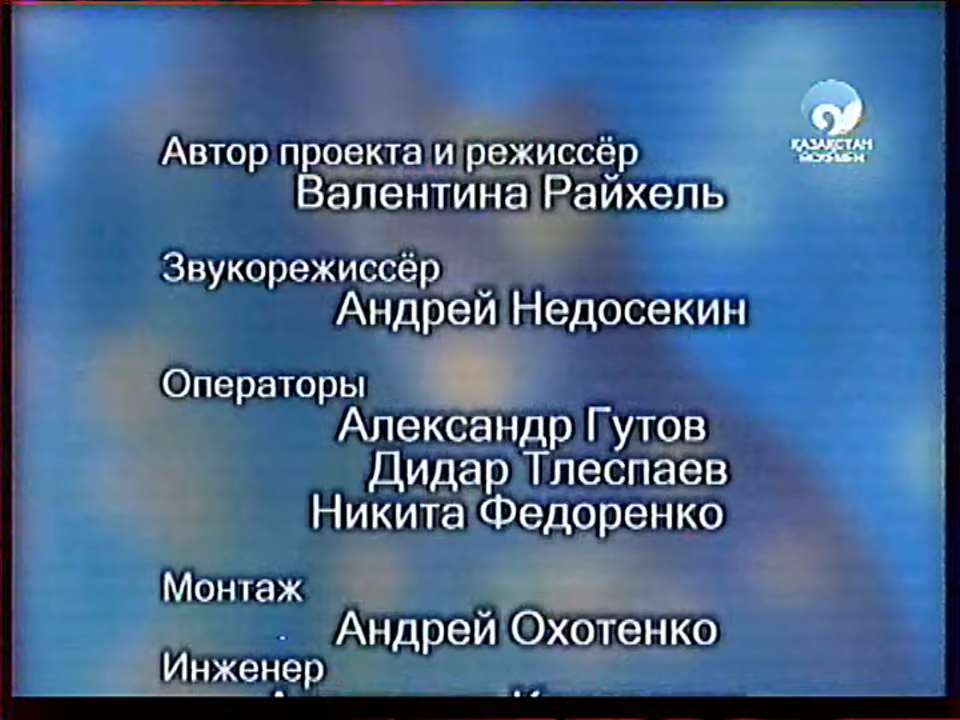 Автор проекта и режиссёр
Валентина Райхель
ҚАЗАҚСТАН
Звукорежиссёр
Андрей Недосекин
Операторы
Александр Гутов
Дидар Тлеспаев
Никита Федоренко
Монтаж
Андрей Охотенко
Инженер